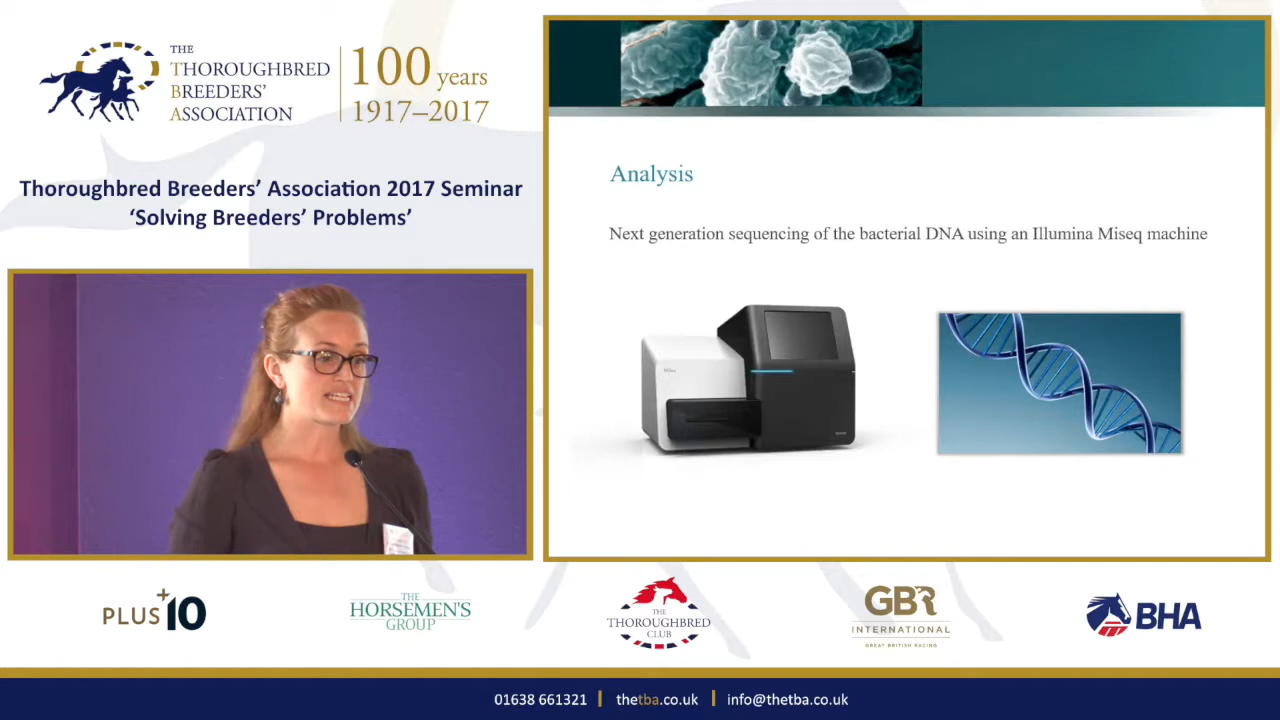 THE
THOROUGHBRED
BREEDERS'
ASSOCIATION
100 years
1917–2017
Thoroughbred Breeders' Association 2017 Seminar
'Solving Breeders' Problems'
Analysis
Next generation sequencing of the bacterial DNA using an Illumina Miseq machine
PLUS+10
THE
HORSEMEN'S
GROUP
THE
THOROUGHBRED
CLUB
GBR
INTERNATIONAL
GREAT BRITISH RACING
BHA
01638 661321 | thetba.co.uk | info@thetba.co.uk